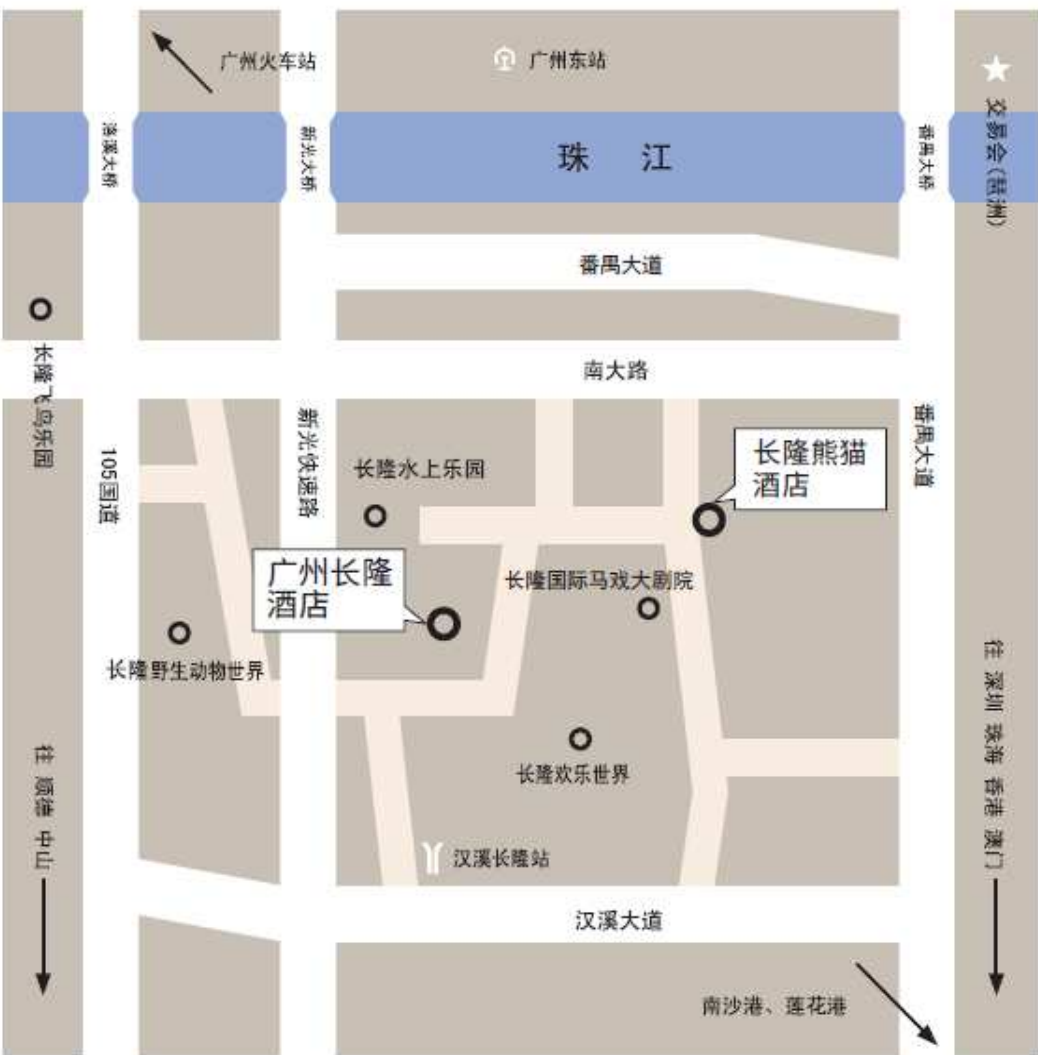 广州火车站
广州东站
交易会(琶洲)
洛溪大桥
新光大桥
珠 江
番禺大桥
番禺大道
长隆飞鸟乐园
南大路
105国道
新光快速路
长隆水上乐园
长隆熊猫
酒店
番禺大道
广州长隆
酒店
长隆国际马戏大剧院
长隆野生动物世界
往 深圳 珠海 香港 澳门
长隆欢乐世界
往 顺德 中山
汉溪长隆站
汉溪大道
南沙港、莲花港